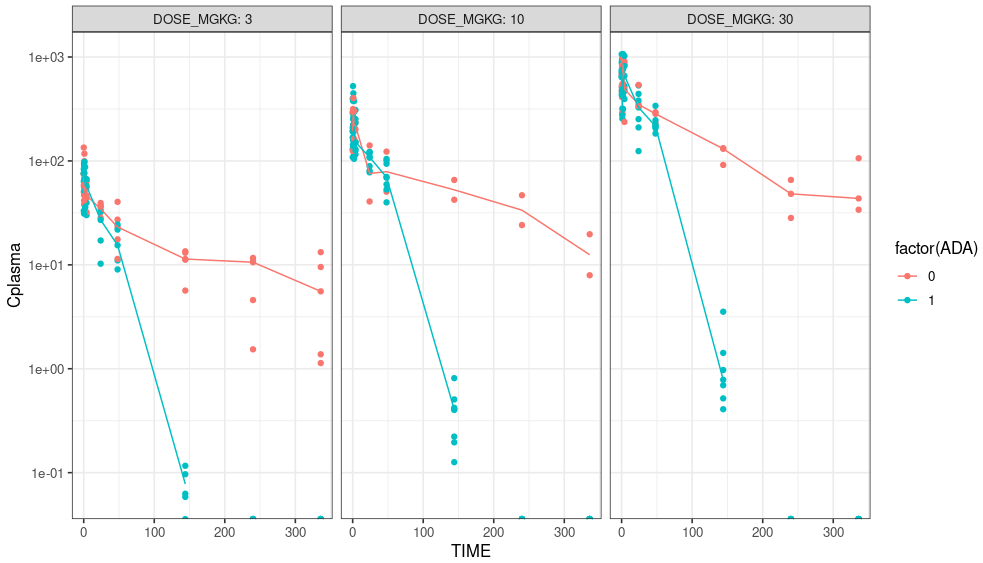 DOSE_MGKG: 3
DOSE_MGKG: 10
DOSE_MGKG: 30
Cplasma
1e+03
1e+02
1e+01
1e+00
1e-01
0 100 200 300
0 100 200 300
0 100 200 300
TIME
factor(ADA)
0
1